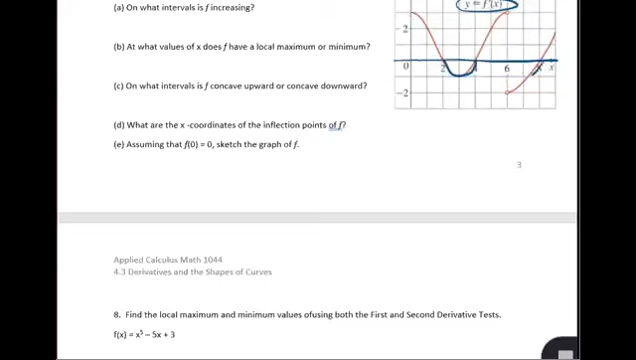 (a) On what intervals is f increasing?
y = f'(x)
(b) At what values of x does f have a local maximum or minimum?
(c) On what intervals is f concave upward or concave downward?
(d) What are the x -coordinates of the inflection points of f?
(e) Assuming that f(0) = 0, sketch the graph of f.
2
0
2
6
x
-2
3
Applied Calculus Math 1044
4.3 Derivatives and the Shapes of Curves
8. Find the local maximum and minimum values ofusing both the First and Second Derivative Tests.
f(x) = x⁵ – 5x + 3